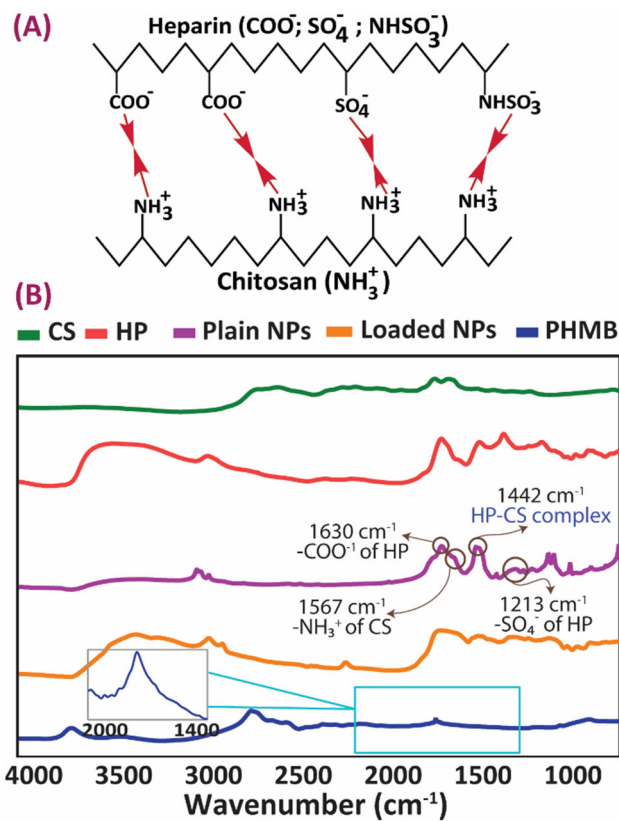 (A)
Heparin (COO⁻; SO₄⁻ ; NHSO₃⁻)
COO⁻ COO⁻ SO₄⁻ NHSO₃⁻
NH₃⁺ NH₃⁺ NH₃⁺ NH₃⁺
Chitosan (NH₃⁺)
(B)
CS HP Plain NPs Loaded NPs PHMB
1442 cm⁻¹
HP-CS complex
1630 cm⁻¹
-COO⁻¹ of HP
1567 cm⁻¹
-NH₃⁺ of CS
1213 cm⁻¹
-SO₄⁻ of HP
2000 1400
4000 3500 3000 2500 2000 1500 1000
Wavenumber (cm⁻¹)